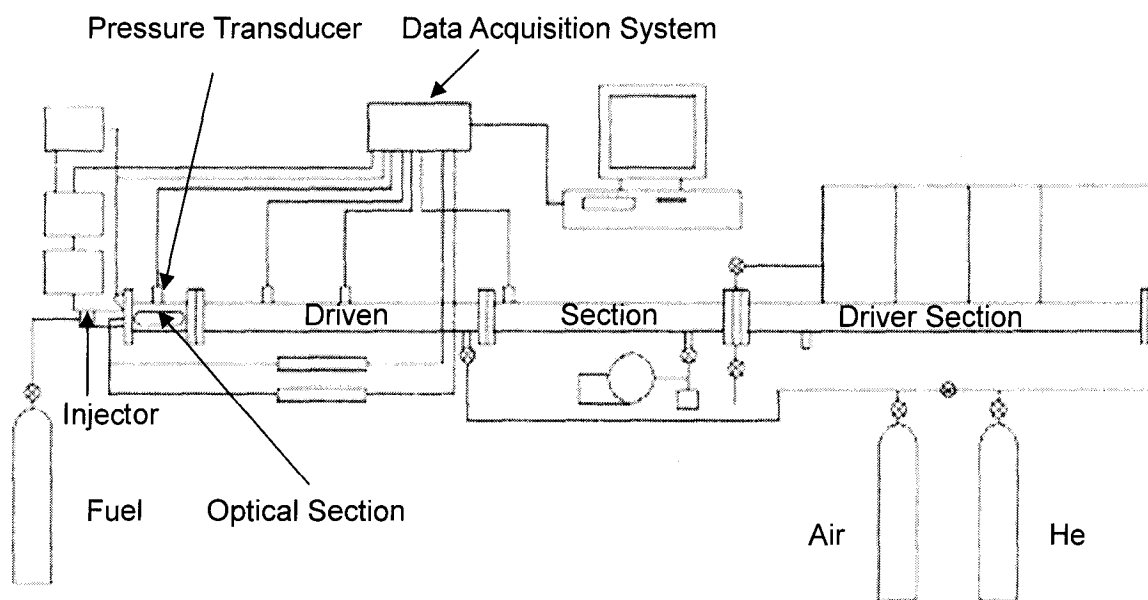 Pressure Transducer
Data Acquisition System
Driven
Section
Driver Section
Injector
Fuel
Optical Section
Air
He